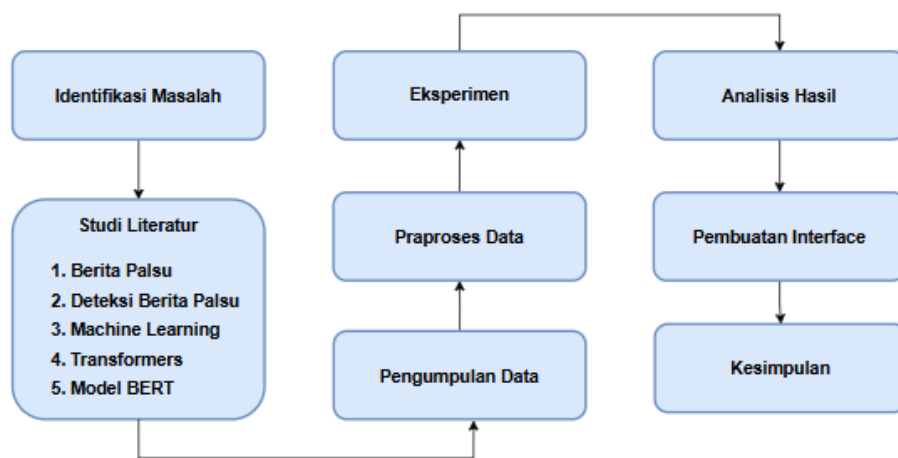 Identifikasi Masalah
Studi Literatur
1. Berita Palsu
2. Deteksi Berita Palsu
3. Machine Learning
4. Transformers
5. Model BERT
Pengumpulan Data
Praproses Data
Eksperimen
Analisis Hasil
Pembuatan Interface
Kesimpulan